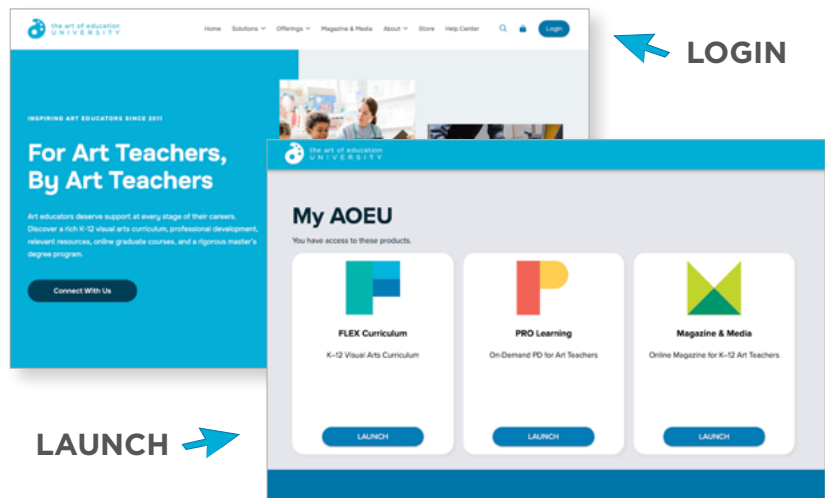 the art of education
UNIVERSITY
Home Solutions Offerings Magazine & Media About Store Help Center Login
LOGIN
INSPIRING ART EDUCATORS SINCE 2011
For Art Teachers,
By Art Teachers
Art educators deserve support at every stage of their careers.
Discover a rich K-12 visual arts curriculum, professional development,
relevant resources, online graduate courses, and a rigorous master's
degree program.
Connect With Us
the art of education
UNIVERSITY
My AOEU
You have access to these products.
FLEX Curriculum
K–12 Visual Arts Curriculum
LAUNCH
PRO Learning
On-Demand PD for Art Teachers
LAUNCH
Magazine & Media
Online Magazine for K–12 Art Teachers
LAUNCH
LAUNCH